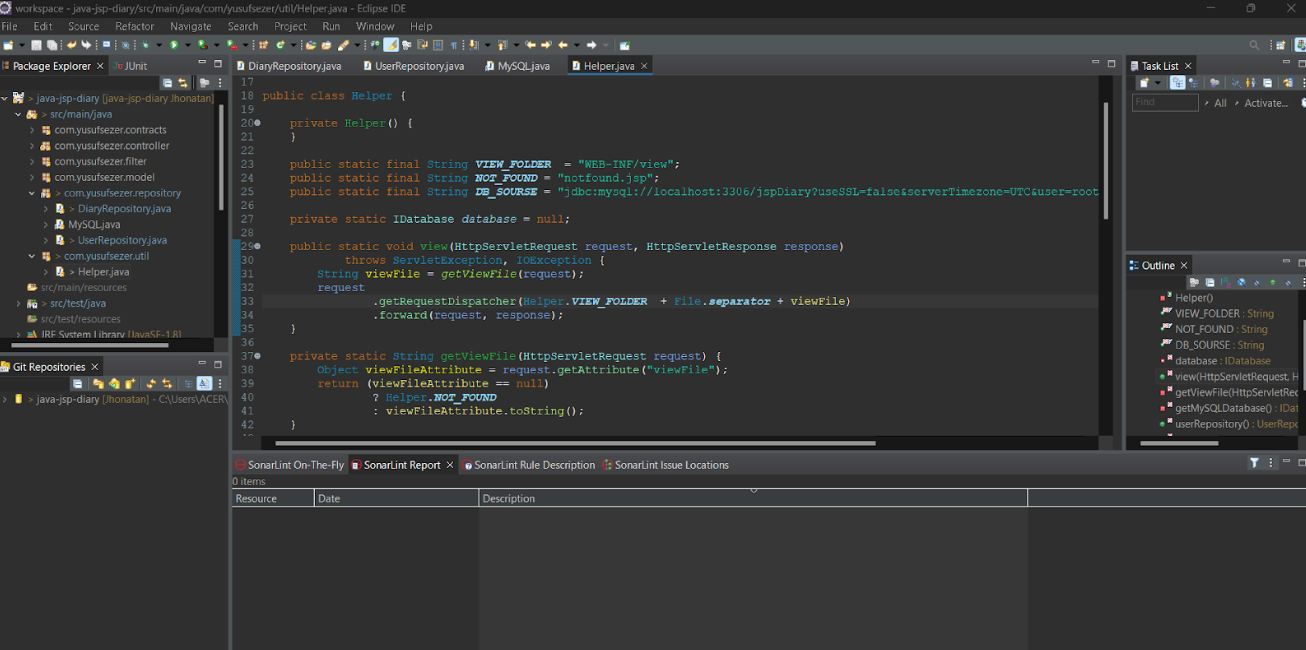 workspace - java-jsp-diary/src/main/java/com/yusufsezer/util/Helper.java - Eclipse IDE
File Edit Source Refactor Navigate Search Project Run Window Help
Package Explorer JUnit
java-jsp-diary [java-jsp-diary Jhonatan]
src/main/java
com.yusufsezer.contracts
com.yusufsezer.controller
com.yusufsezer.filter
com.yusufsezer.model
> com.yusufsezer.repository
> DiaryRepository.java
MySQL.java
> UserRepository.java
> com.yusufsezer.util
> Helper.java
src/main/resources
> src/test/java
src/test/resources
JRE System Library [JavaSE-1.8]
Git Repositories
> java-jsp-diary [Jhonatan] - C:\Users\ACER\
DiaryRepository.java UserRepository.java MySQL.java Helper.java
17
18 public class Helper {
19
20 private Helper() {
21 }
22
23 public static final String VIEW_FOLDER = "WEB-INF/view";
24 public static final String NOT_FOUND = "notfound.jsp";
25 public static final String DB_SOURSE = "jdbc:mysql://localhost:3306/jspDiary?useSSL=false&serverTimezone=UTC&user=root
26
27 private static IDatabase database = null;
28
29 public static void view(HttpServletRequest request, HttpServletResponse response)
30 throws ServletException, IOException {
31 String viewFile = getViewFile(request);
32 request
33 .getRequestDispatcher(Helper.VIEW_FOLDER + File.separator + viewFile)
34 .forward(request, response);
35 }
36
37 private static String getViewFile(HttpServletRequest request) {
38 Object viewFileAttribute = request.getAttribute("viewFile");
39 return (viewFileAttribute == null)
40 ? Helper.NOT_FOUND
41 : viewFileAttribute.toString();
42 }
Task List
Find All Activate...
Outline
Helper()
VIEW_FOLDER : String
NOT_FOUND : String
DB_SOURSE : String
database : IDatabase
view(HttpServletRequest, H
getViewFile(HttpServletRec
getMySQLDatabase() : IDat
userRepository() : UserRepo
SonarLint On-The-Fly SonarLint Report SonarLint Rule Description SonarLint Issue Locations
0 items
Resource Date Description